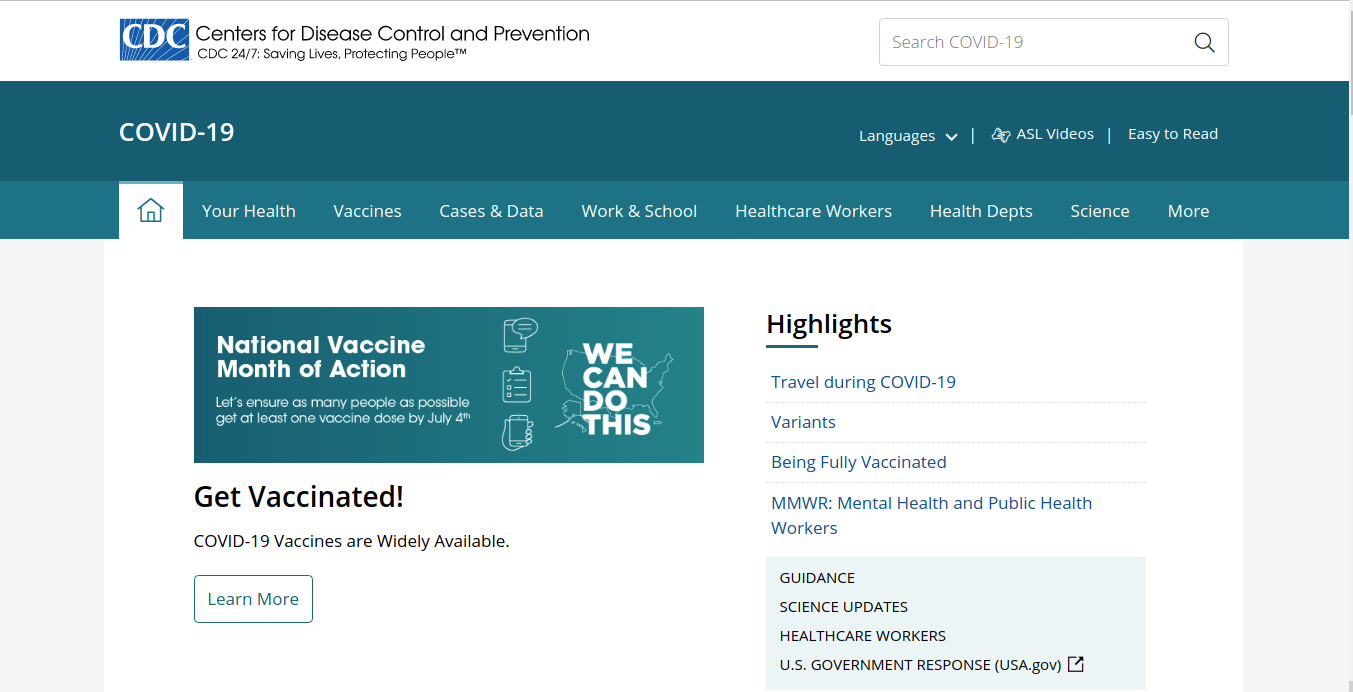 CDC Centers for Disease Control and Prevention
CDC 24/7: Saving Lives, Protecting People™
Search COVID-19
COVID-19
Languages | ASL Videos | Easy to Read
Your Health Vaccines Cases & Data Work & School Healthcare Workers Health Depts Science More
National Vaccine
Month of Action
Let's ensure as many people as possible
get at least one vaccine dose by July 4th
WE
CAN
DO
THIS
Get Vaccinated!
COVID-19 Vaccines are Widely Available.
Learn More
Highlights
Travel during COVID-19
Variants
Being Fully Vaccinated
MMWR: Mental Health and Public Health
Workers
GUIDANCE
SCIENCE UPDATES
HEALTHCARE WORKERS
U.S. GOVERNMENT RESPONSE (USA.gov)